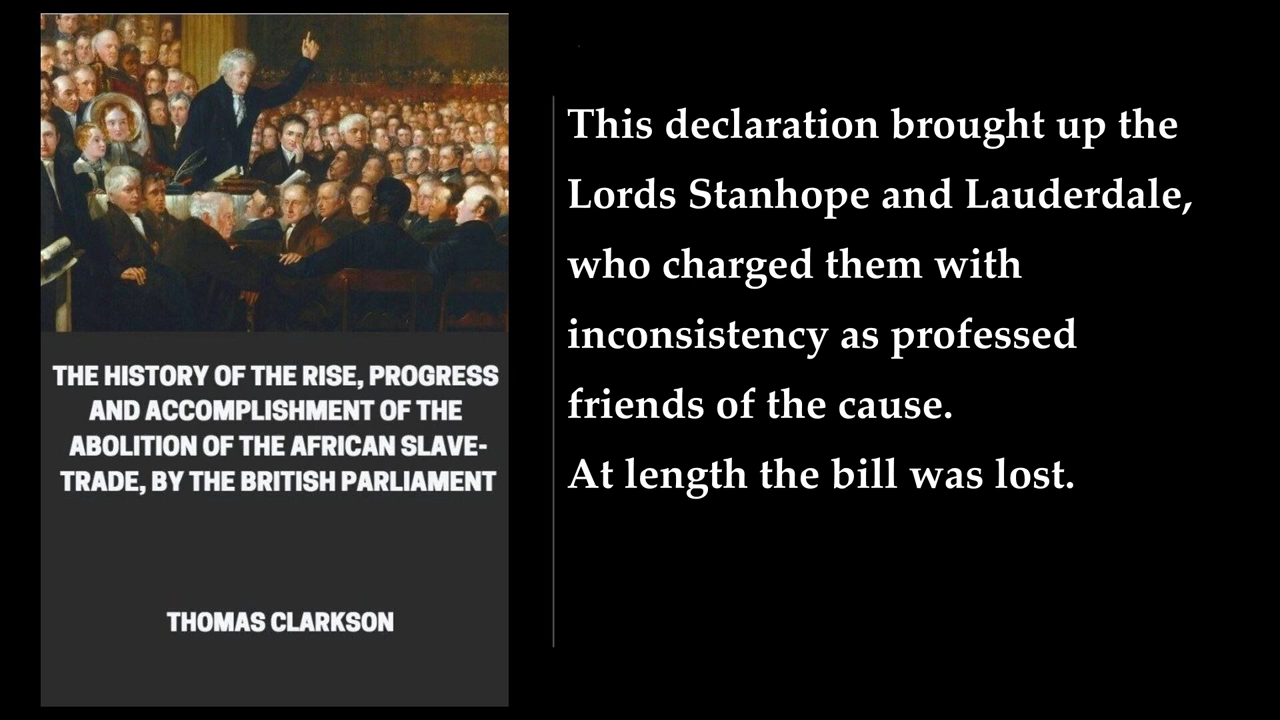 THE HISTORY OF THE RISE, PROGRESS
AND ACCOMPLISHMENT OF THE
ABOLITION OF THE AFRICAN SLAVE-
TRADE, BY THE BRITISH PARLIAMENT
THOMAS CLARKSON
This declaration brought up the
Lords Stanhope and Lauderdale,
who charged them with
inconsistency as professed
friends of the cause.
At length the bill was lost.